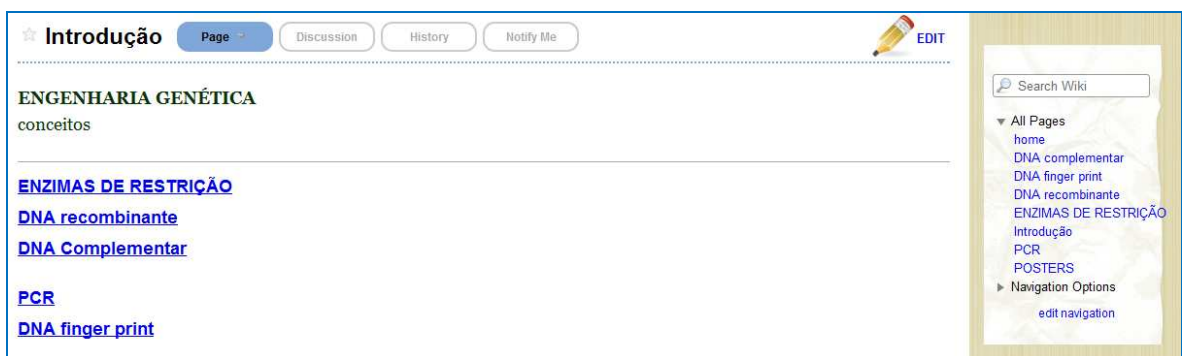 Introdução Page Discussion History Notify Me EDIT
ENGENHARIA GENÉTICA
conceitos
ENZIMAS DE RESTRIÇÃO
DNA recombinante
DNA Complementar
PCR
DNA finger print
Search Wiki
All Pages
home
DNA complementar
DNA finger print
DNA recombinante
ENZIMAS DE RESTRIÇÃO
Introdução
PCR
POSTERS
Navigation Options
edit navigation